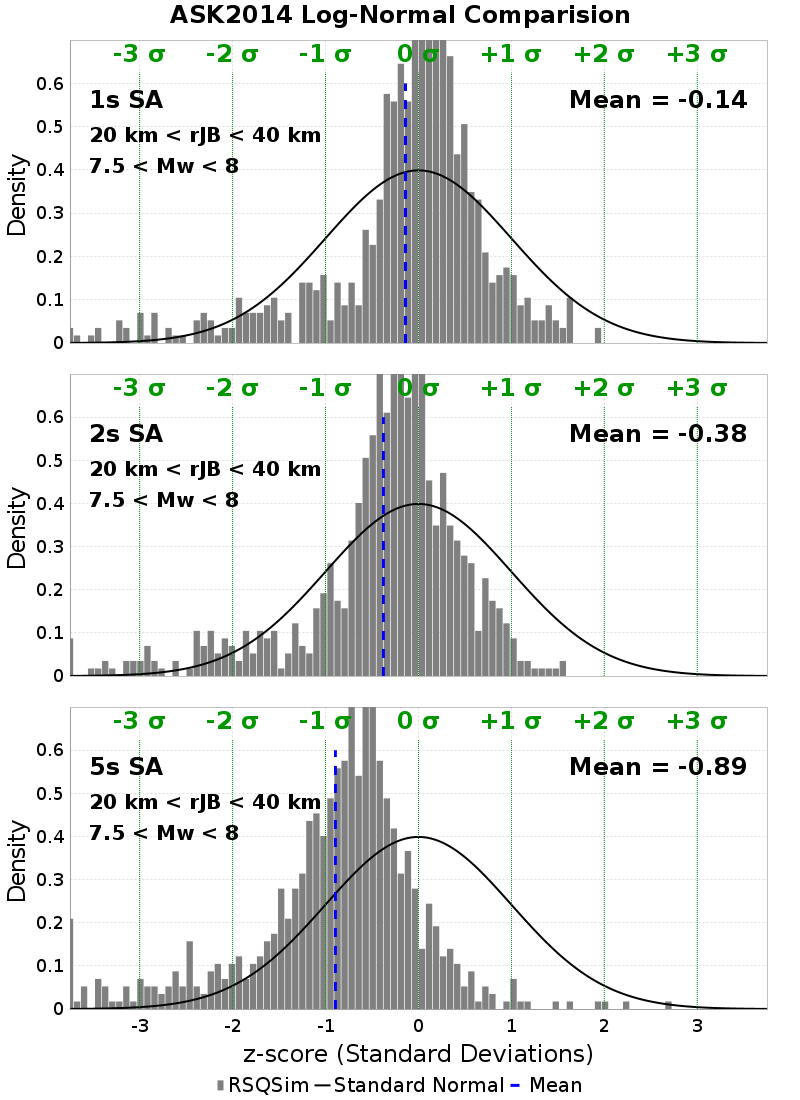 ASK2014 Log-Normal Comparision
-3 σ -2 σ -1 σ 0 σ +1 σ +2 σ +3 σ
1s SA Mean = -0.14
20 km < rJB < 40 km
7.5 < Mw < 8
Density
0.6
0.5
0.4
0.3
0.2
0.1
0
-3 σ -2 σ -1 σ 0 σ +1 σ +2 σ +3 σ
2s SA Mean = -0.38
20 km < rJB < 40 km
7.5 < Mw < 8
Density
0.6
0.5
0.4
0.3
0.2
0.1
0
-3 σ -2 σ -1 σ 0 σ +1 σ +2 σ +3 σ
5s SA Mean = -0.89
20 km < rJB < 40 km
7.5 < Mw < 8
Density
0.6
0.5
0.4
0.3
0.2
0.1
0
-3 -2 -1 0 1 2 3
z-score (Standard Deviations)
RSQSim Standard Normal Mean